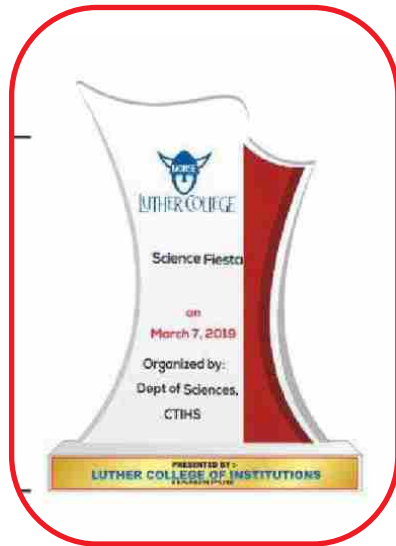 NORSE
LUTHER COLLEGE
Science Fiesta
on
March 7, 2019
Organized by:
Dept of Sciences,
CTIHS
PRESENTED BY :-
LUTHER COLLEGE OF INSTITUTIONS